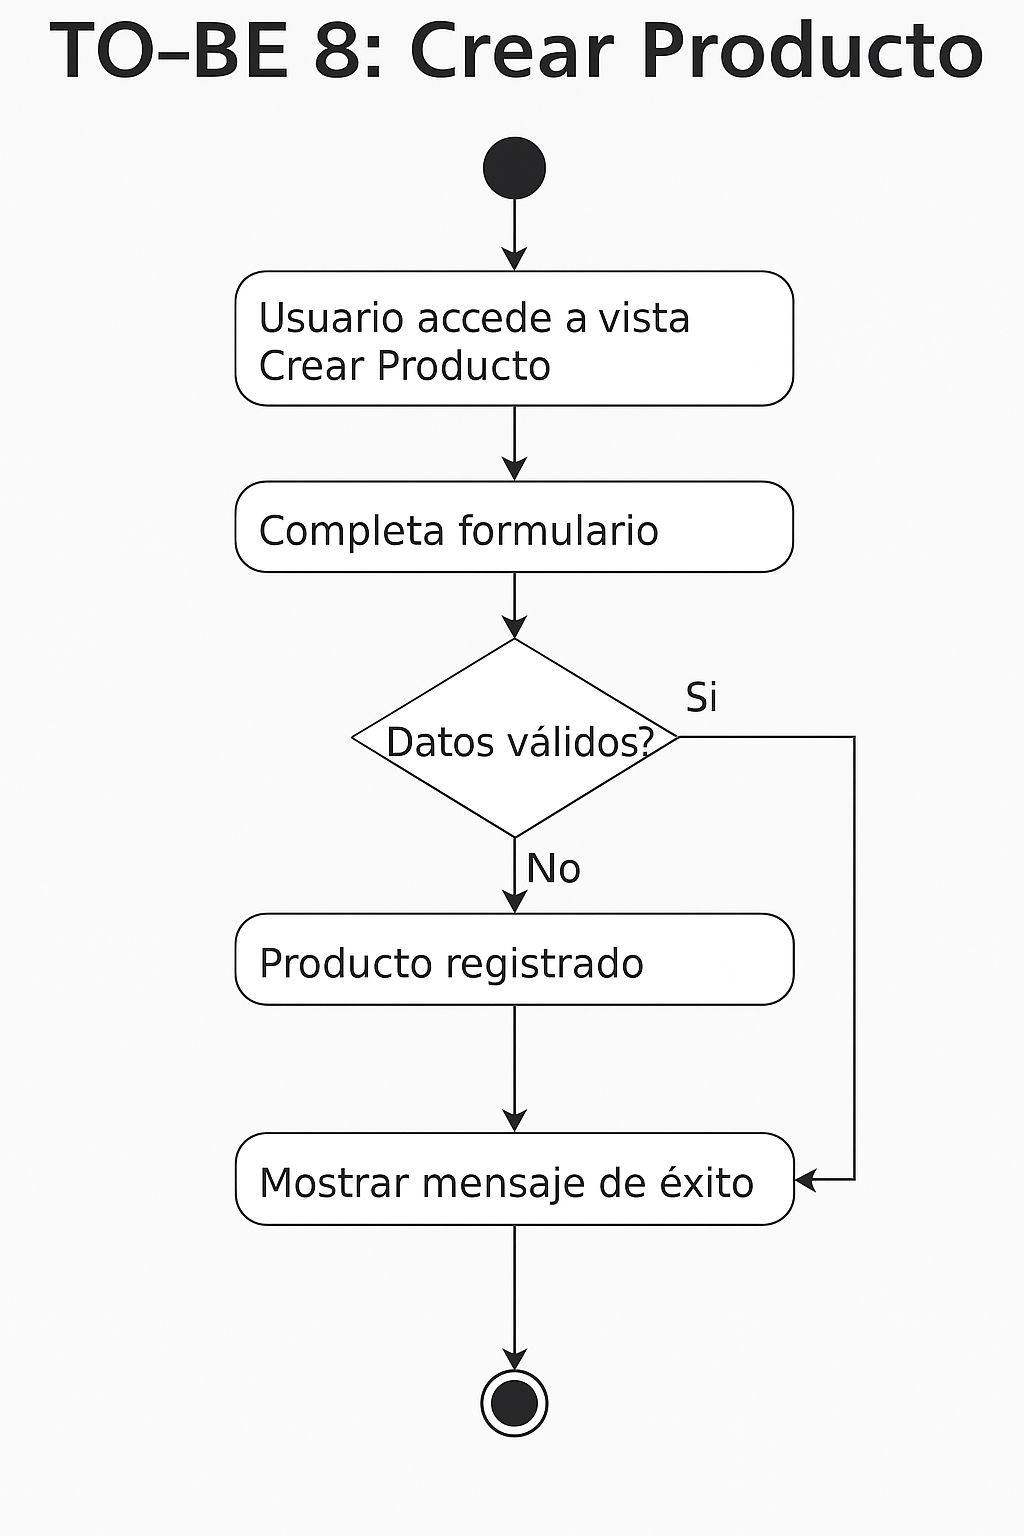 TO–BE 8: Crear Producto
Usuario accede a vista
Crear Producto
Completa formulario
Si
Datos válidos?
No
Producto registrado
Mostrar mensaje de éxito